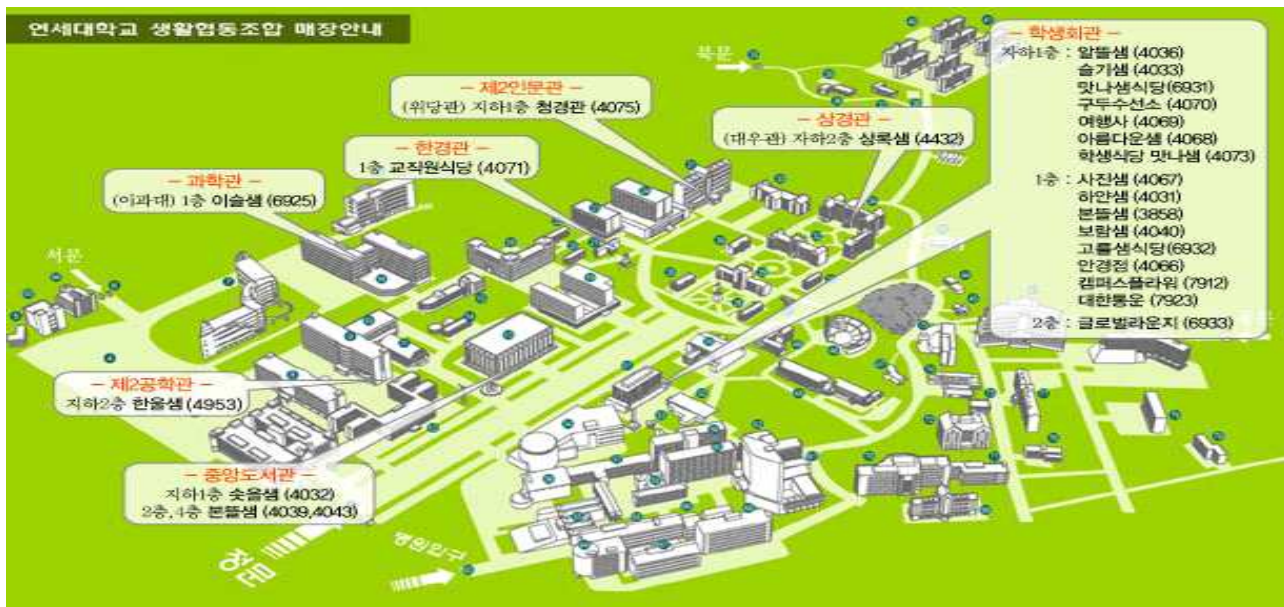 연세대학교 생활협동조합 매장안내
북문
- 학생회관 -
지하1층 : 알뜰샘 (4036)
슬기샘 (4033)
맛나샘식당(6931)
구두수선소 (4070)
여행사 (4069)
아름다운샘 (4068)
학생식당 맛나샘 (4073)
1층 : 사진샘 (4067)
하얀샘 (4031)
본뜰샘 (3858)
보람샘 (4040)
고를샘식당(6932)
안경점 (4066)
캠퍼스플라워 (7912)
대한통운 (7923)
2층 : 글로벌라운지 (6933)
- 제2인문관 -
(위당관) 지하1층 청경관 (4075)
- 상경관 -
(대우관) 지하2층 상록샘 (4432)
- 한경관 -
1층 교직원식당 (4071)
- 과학관 -
(이과대) 1층 이슬샘 (6925)
서문
- 제2공학관 -
지하2층 한울샘 (4953)
- 중앙도서관 -
지하1층 솟을샘 (4032)
2층, 4층 본뜰샘 (4039,4043)
정문
병원입구